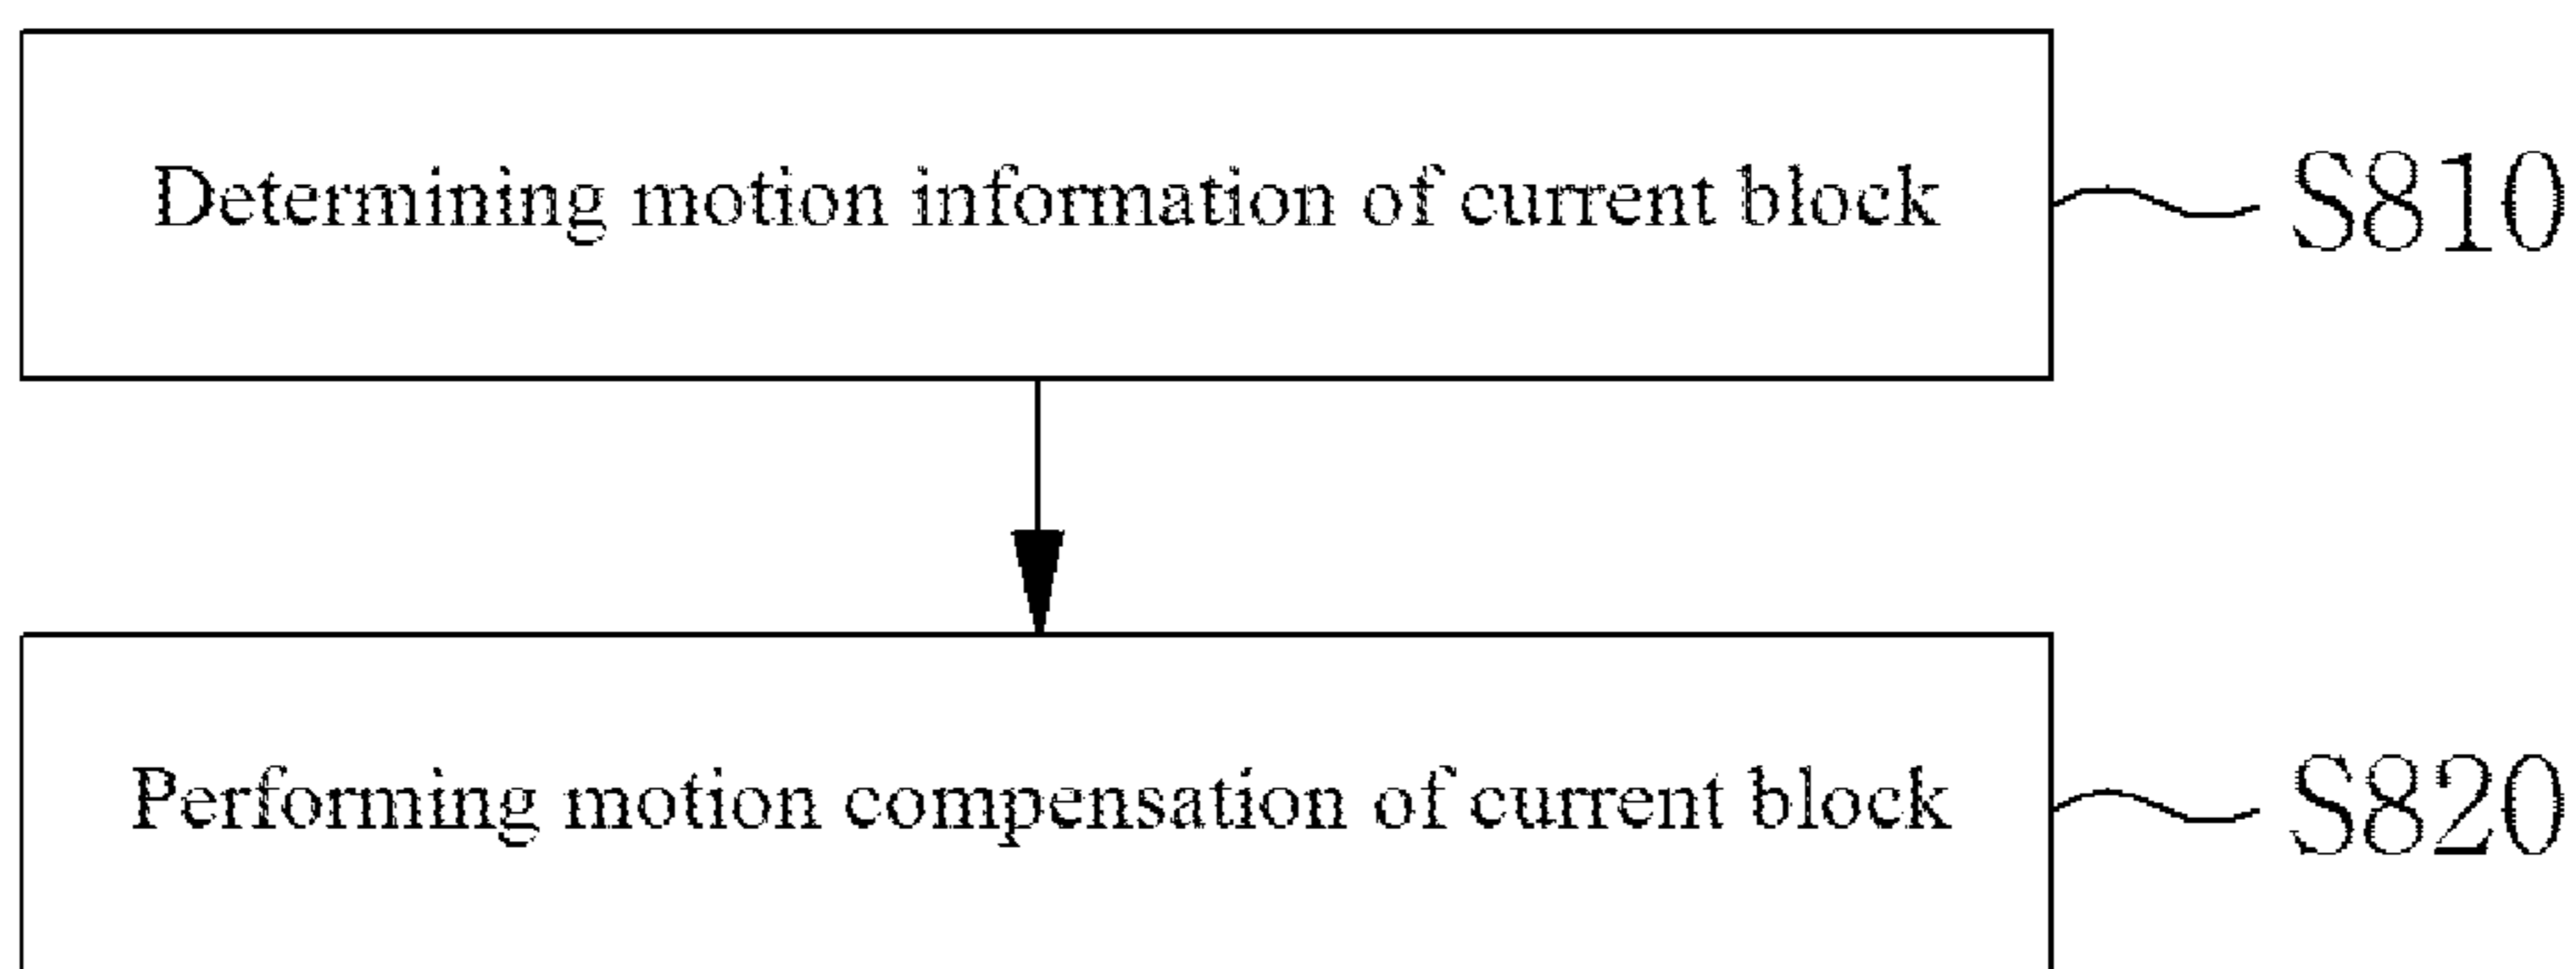 Determining motion information of current block
S810
Performing motion compensation of current block
S820